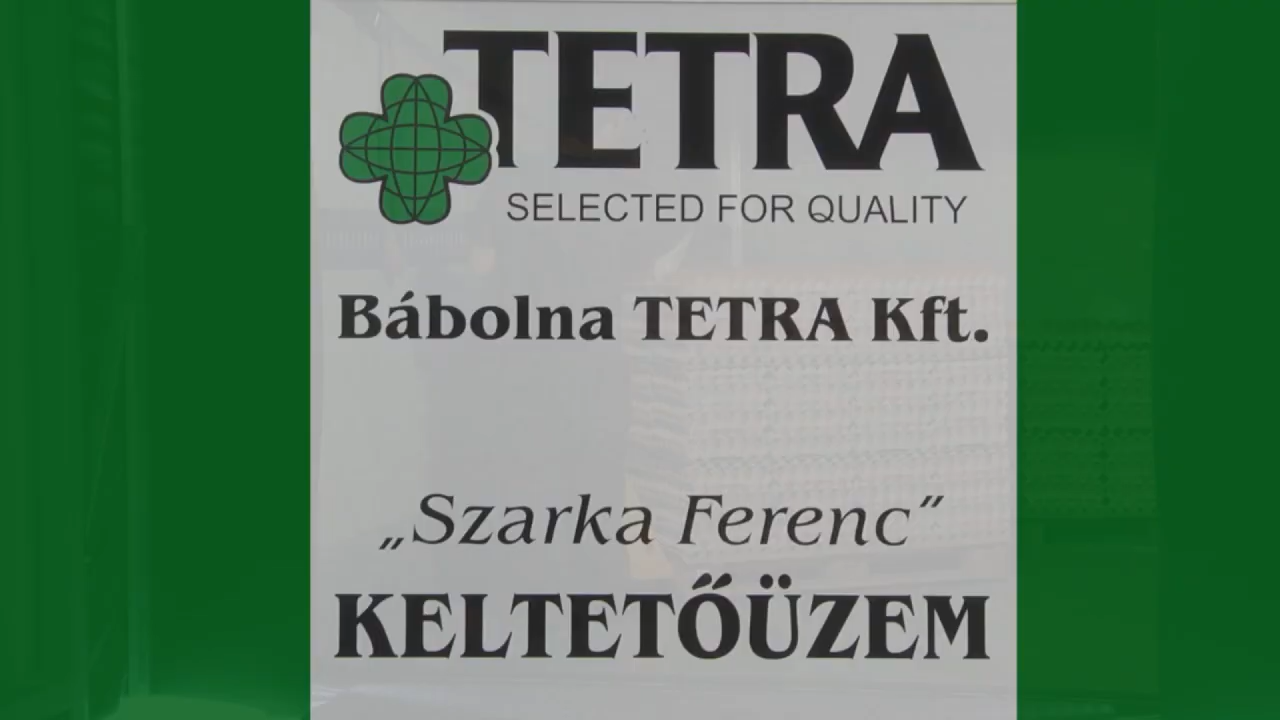 TETRA
SELECTED FOR QUALITY
Bábolna TETRA Kft.
„Szarka Ferenc”
KELTETŐÜZEM